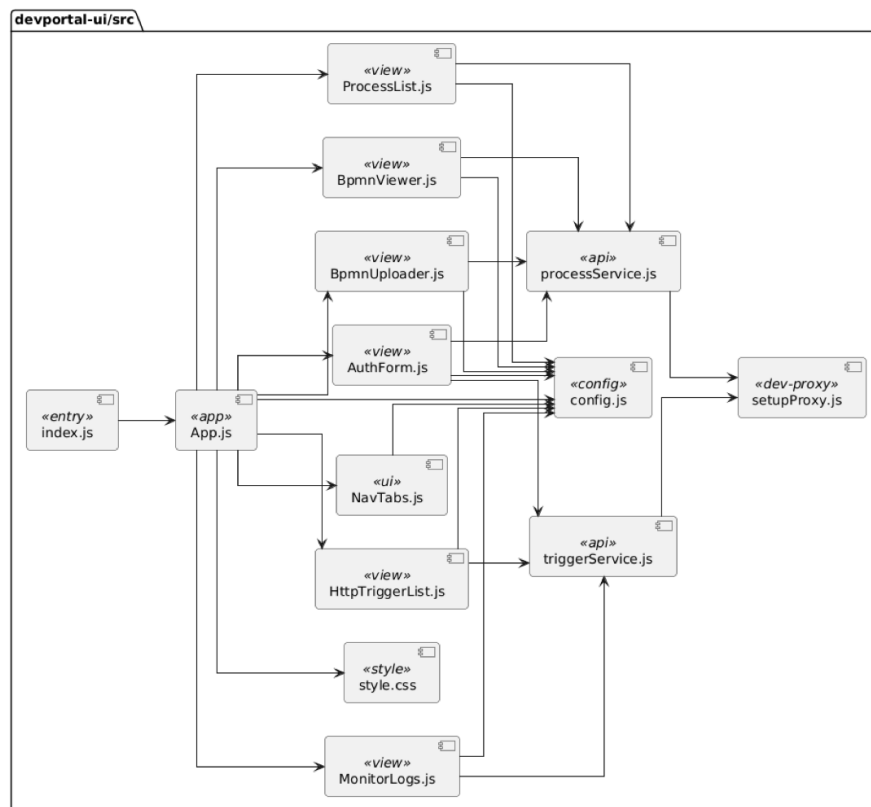 devportal-ui/src
«view»
ProcessList.js
«view»
BpmnViewer.js
«view»
BpmnUploader.js
«api»
processService.js
«view»
AuthForm.js
«config»
config.js
«dev-proxy»
setupProxy.js
«entry»
index.js
«app»
App.js
«ui»
NavTabs.js
«api»
triggerService.js
«view»
HttpTriggerList.js
«style»
style.css
«view»
MonitorLogs.js